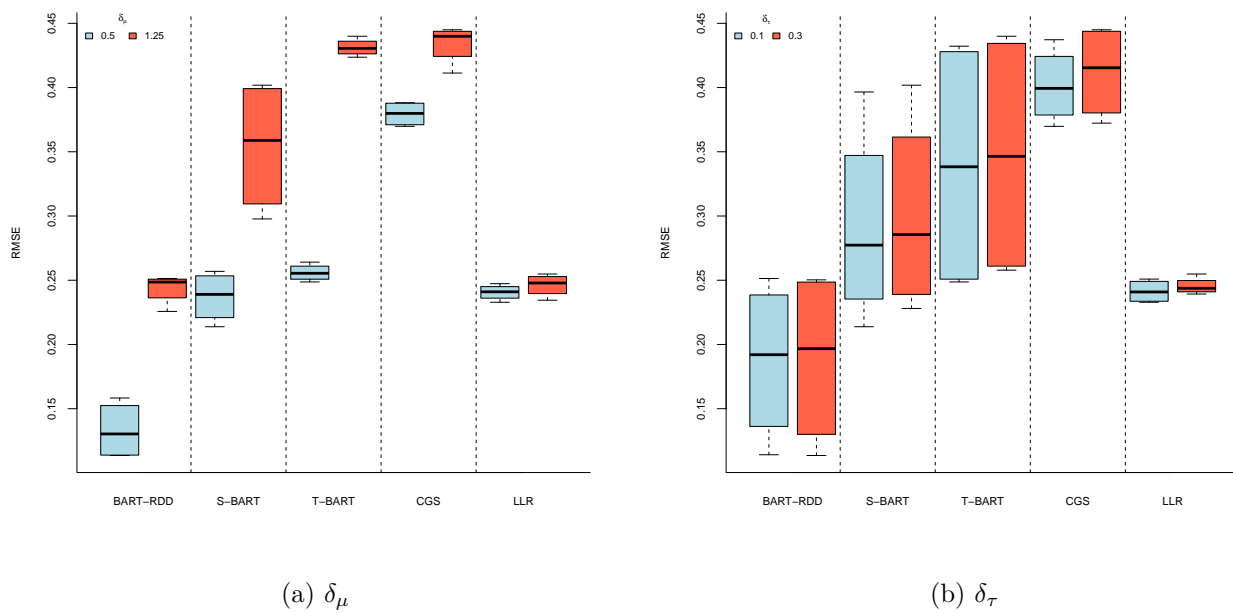 δμ
0.5 1.25
RMSE
0.45
0.40
0.35
0.30
0.25
0.20
0.15
BART−RDD S−BART T−BART CGS LLR
(a) δμ
δτ
0.1 0.3
RMSE
0.45
0.40
0.35
0.30
0.25
0.20
0.15
BART−RDD S−BART T−BART CGS LLR
(b) δτ